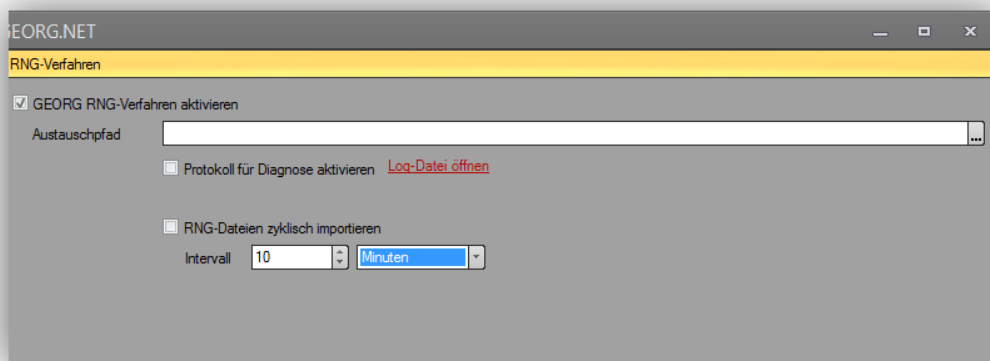 GEORG.NET
RNG-Verfahren
GEORG RNG-Verfahren aktivieren
Austauschpfad
...
Protokoll für Diagnose aktivieren Log-Datei öffnen
RNG-Dateien zyklisch importieren
Intervall 10 Minuten